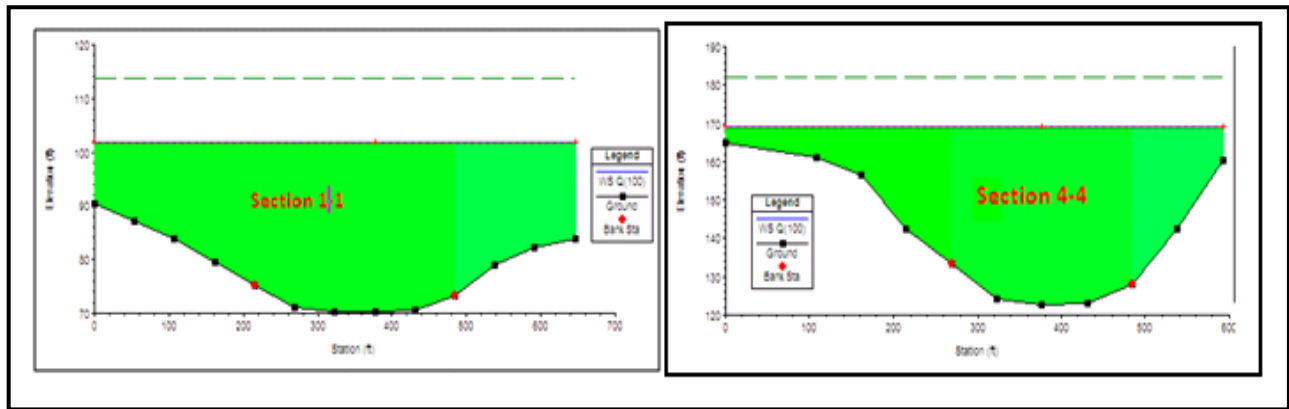 120
110
100
90
80
70
Elevation (ft)
0
100
200
300
400
500
600
700
Station (ft)
Section 1-1
Legend
WS Q(100)
Ground
Bank Sta
190
180
170
160
150
140
130
120
Elevation (ft)
0
100
200
300
400
500
Station (ft)
Section 4-4
Legend
WS Q(100)
Ground
Bank Sta